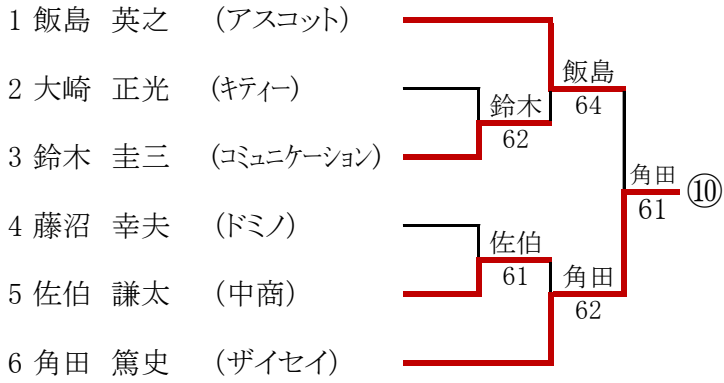 1 飯島 英之 (アスコット)
飯島
64
2 大崎 正光 (キティー)
鈴木
62
3 鈴木 圭三 (コミュニケーション)
角田
61
⑩
4 藤沼 幸夫 (ドミノ)
佐伯
61
5 佐伯 謙太 (中商)
角田
62
6 角田 篤史 (ザイセイ)